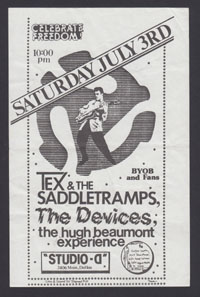 CELEBRATE
FREEDOM!
10:00
pm
SATURDAY JULY 3RD
BYOB
and Fans
TEX & THE
SADDLETRAMPS,
The Devices,
the hugh beaumont
experience
"STUDIO-D"